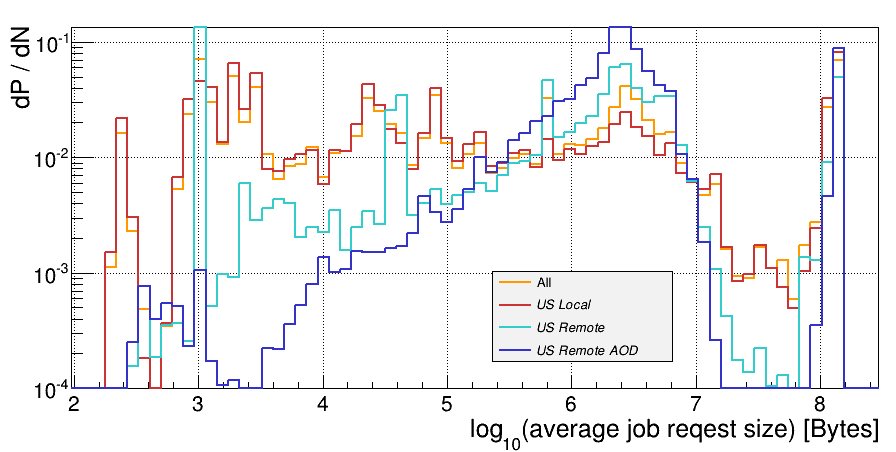 dP / dN
10⁻¹
10⁻²
10⁻³
10⁻⁴
All
US Local
US Remote
US Remote AOD
2 3 4 5 6 7 8
log₁₀(average job reqest size) [Bytes]